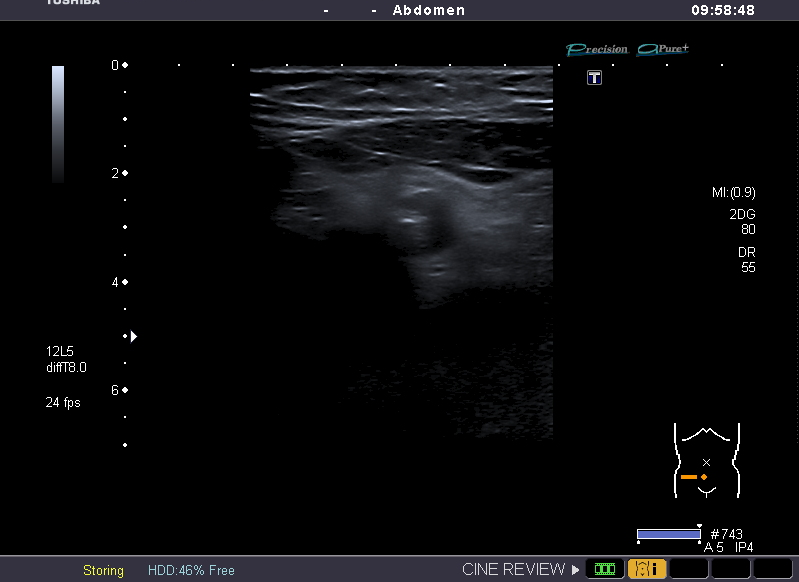 TOSHIBA
- - Abdomen 09:58:48
Precision APure+
T
0
2
4
6
MI:(0.9)
2DG
80
DR
55
12L5
diffT8.0
24 fps
#743
A 5 IP4
Storing HDD:46% Free CINE REVIEW
i